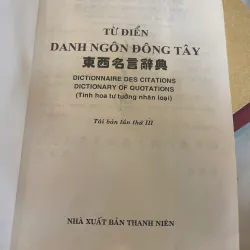 TỪ ĐIỂN
DANH NGÔN ĐÔNG TÂY
東西名言辭典
DICTIONNAIRE DES CITATIONS
DICTIONARY OF QUOTATIONS
(Tinh hoa tư tưởng nhân loại)
Tái bản lần thứ III
NHÀ XUẤT BẢN THANH NIÊN